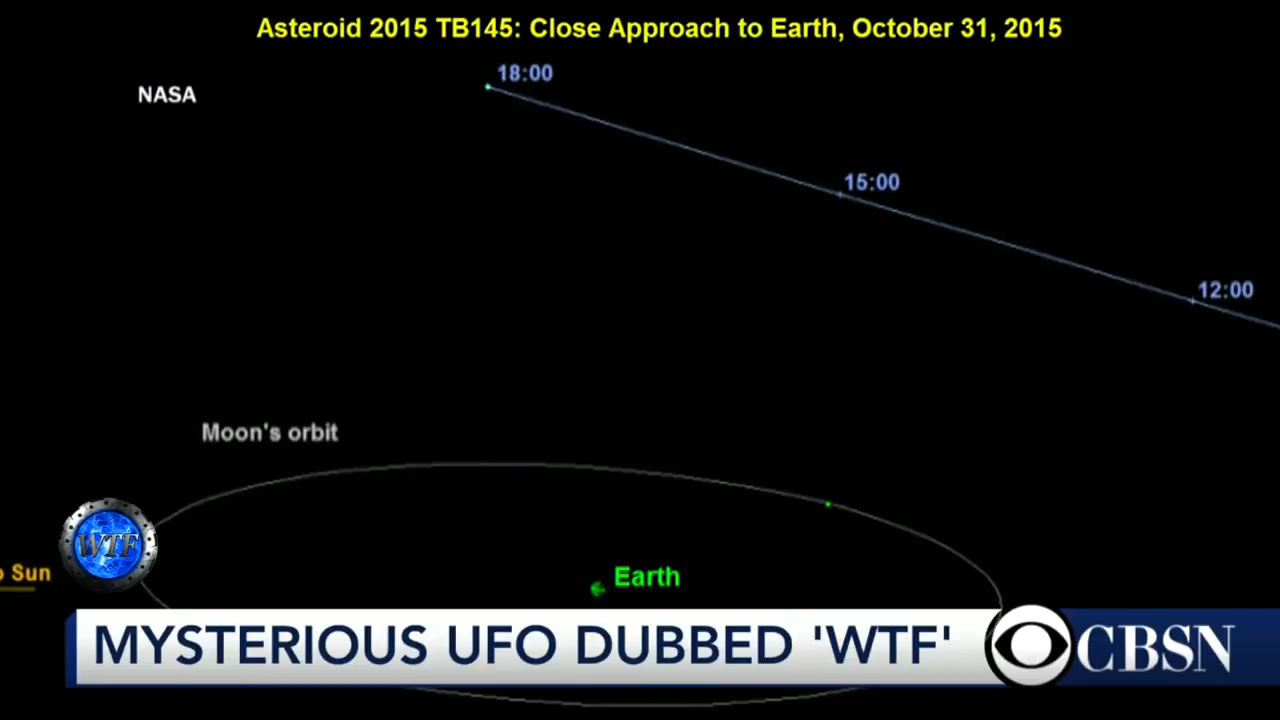 Asteroid 2015 TB145: Close Approach to Earth, October 31, 2015
NASA
18:00
15:00
12:00
Moon's orbit
WTF
Sun
Earth
MYSTERIOUS UFO DUBBED 'WTF'
CBSN